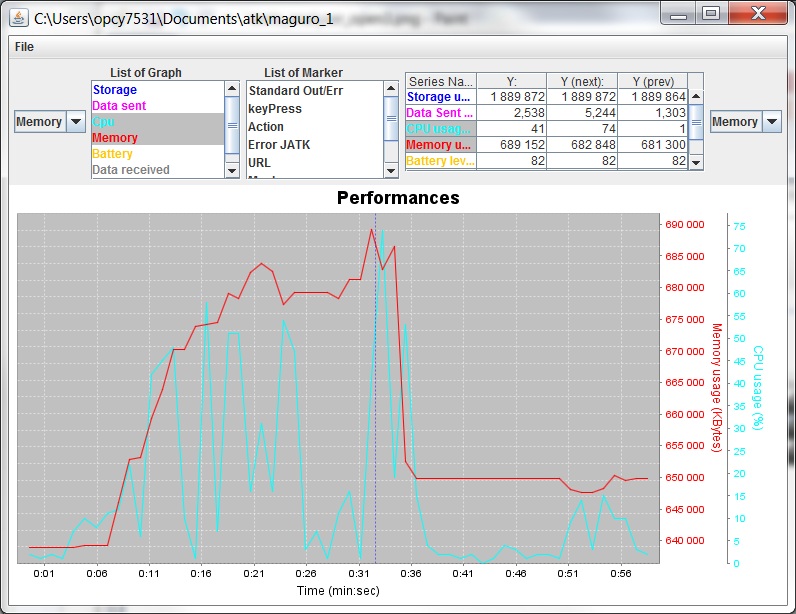 C:\Users\opcy7531\Documents\atk\maguro_1
File
List of Graph
List of Marker
Memory
Storage
Data sent
Cpu
Memory
Battery
Data received
Standard Out/Err
keyPress
Action
Error JATK
URL
Series Na... Y: Y (next): Y (prev)
Storage u... 1 889 872 1 889 872 1 889 864
Data Sent ... 2,538 5,244 1,303
CPU usag... 41 74 1
Memory u... 689 152 682 848 681 300
Battery lev... 82 82 82
Memory
Performances
690 000
685 000
680 000
675 000
670 000
665 000
660 000
655 000
650 000
645 000
640 000
Memory usage (KBytes)
75
70
65
60
55
50
45
40
35
30
25
20
15
10
5
0
CPU usage (%)
0:01 0:06 0:11 0:16 0:21 0:26 0:31 0:36 0:41 0:46 0:51 0:56
Time (min:sec)